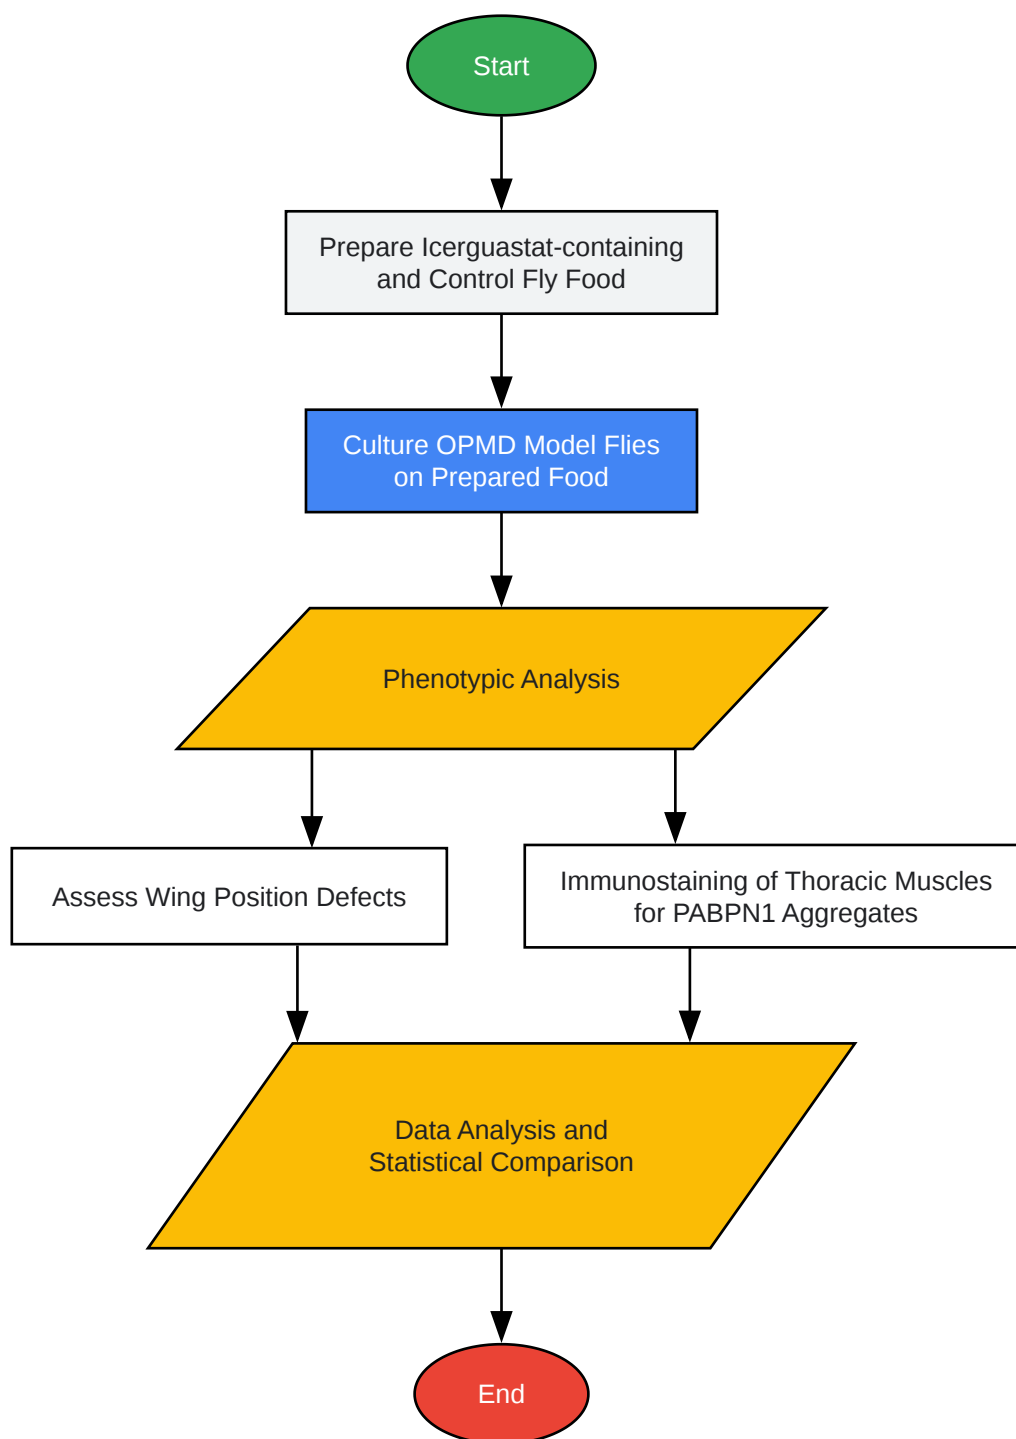 Start
Prepare Icerguastat-containing
and Control Fly Food
Culture OPMD Model Flies
on Prepared Food
Phenotypic Analysis
Assess Wing Position Defects
Immunostaining of Thoracic Muscles
for PABPN1 Aggregates
Data Analysis and
Statistical Comparison
End